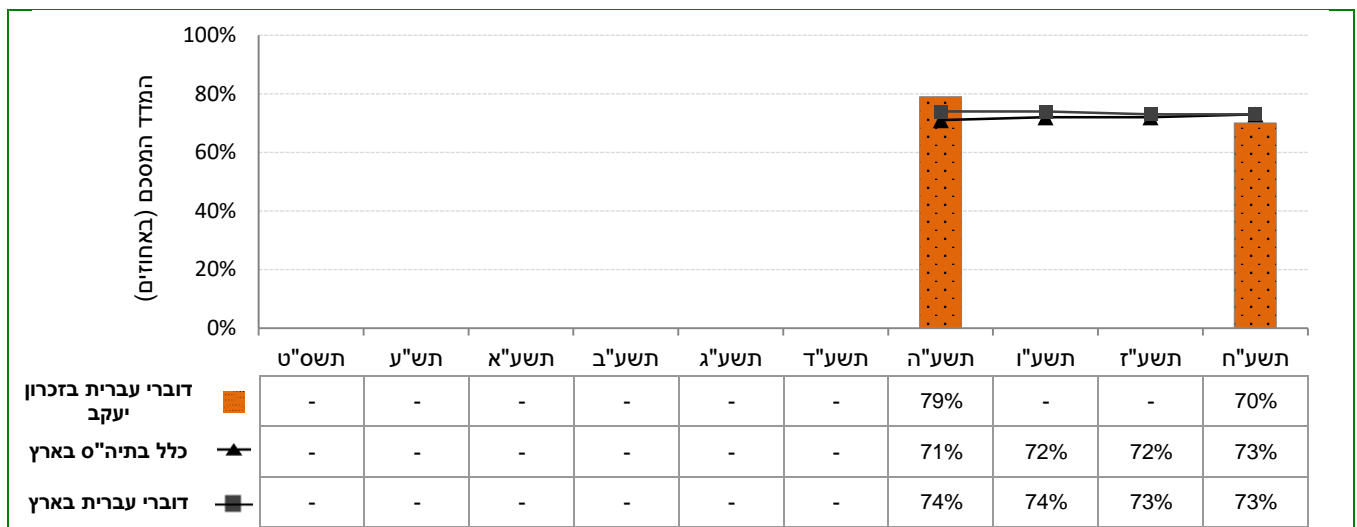 100%
80%
60%
40%
20%
0%
המדד המסכם (באחוזים)
תשס"ט תש"ע תשע"א תשע"ב תשע"ג תשע"ד תשע"ה תשע"ו תשע"ז תשע"ח
דוברי עברית בזכרון
יעקב
- - - - - - 79% - - 70%
כלל בתיה"ס בארץ - - - - - - 71% 72% 72% 73%
דוברי עברית בארץ - - - - - - 74% 74% 73% 73%